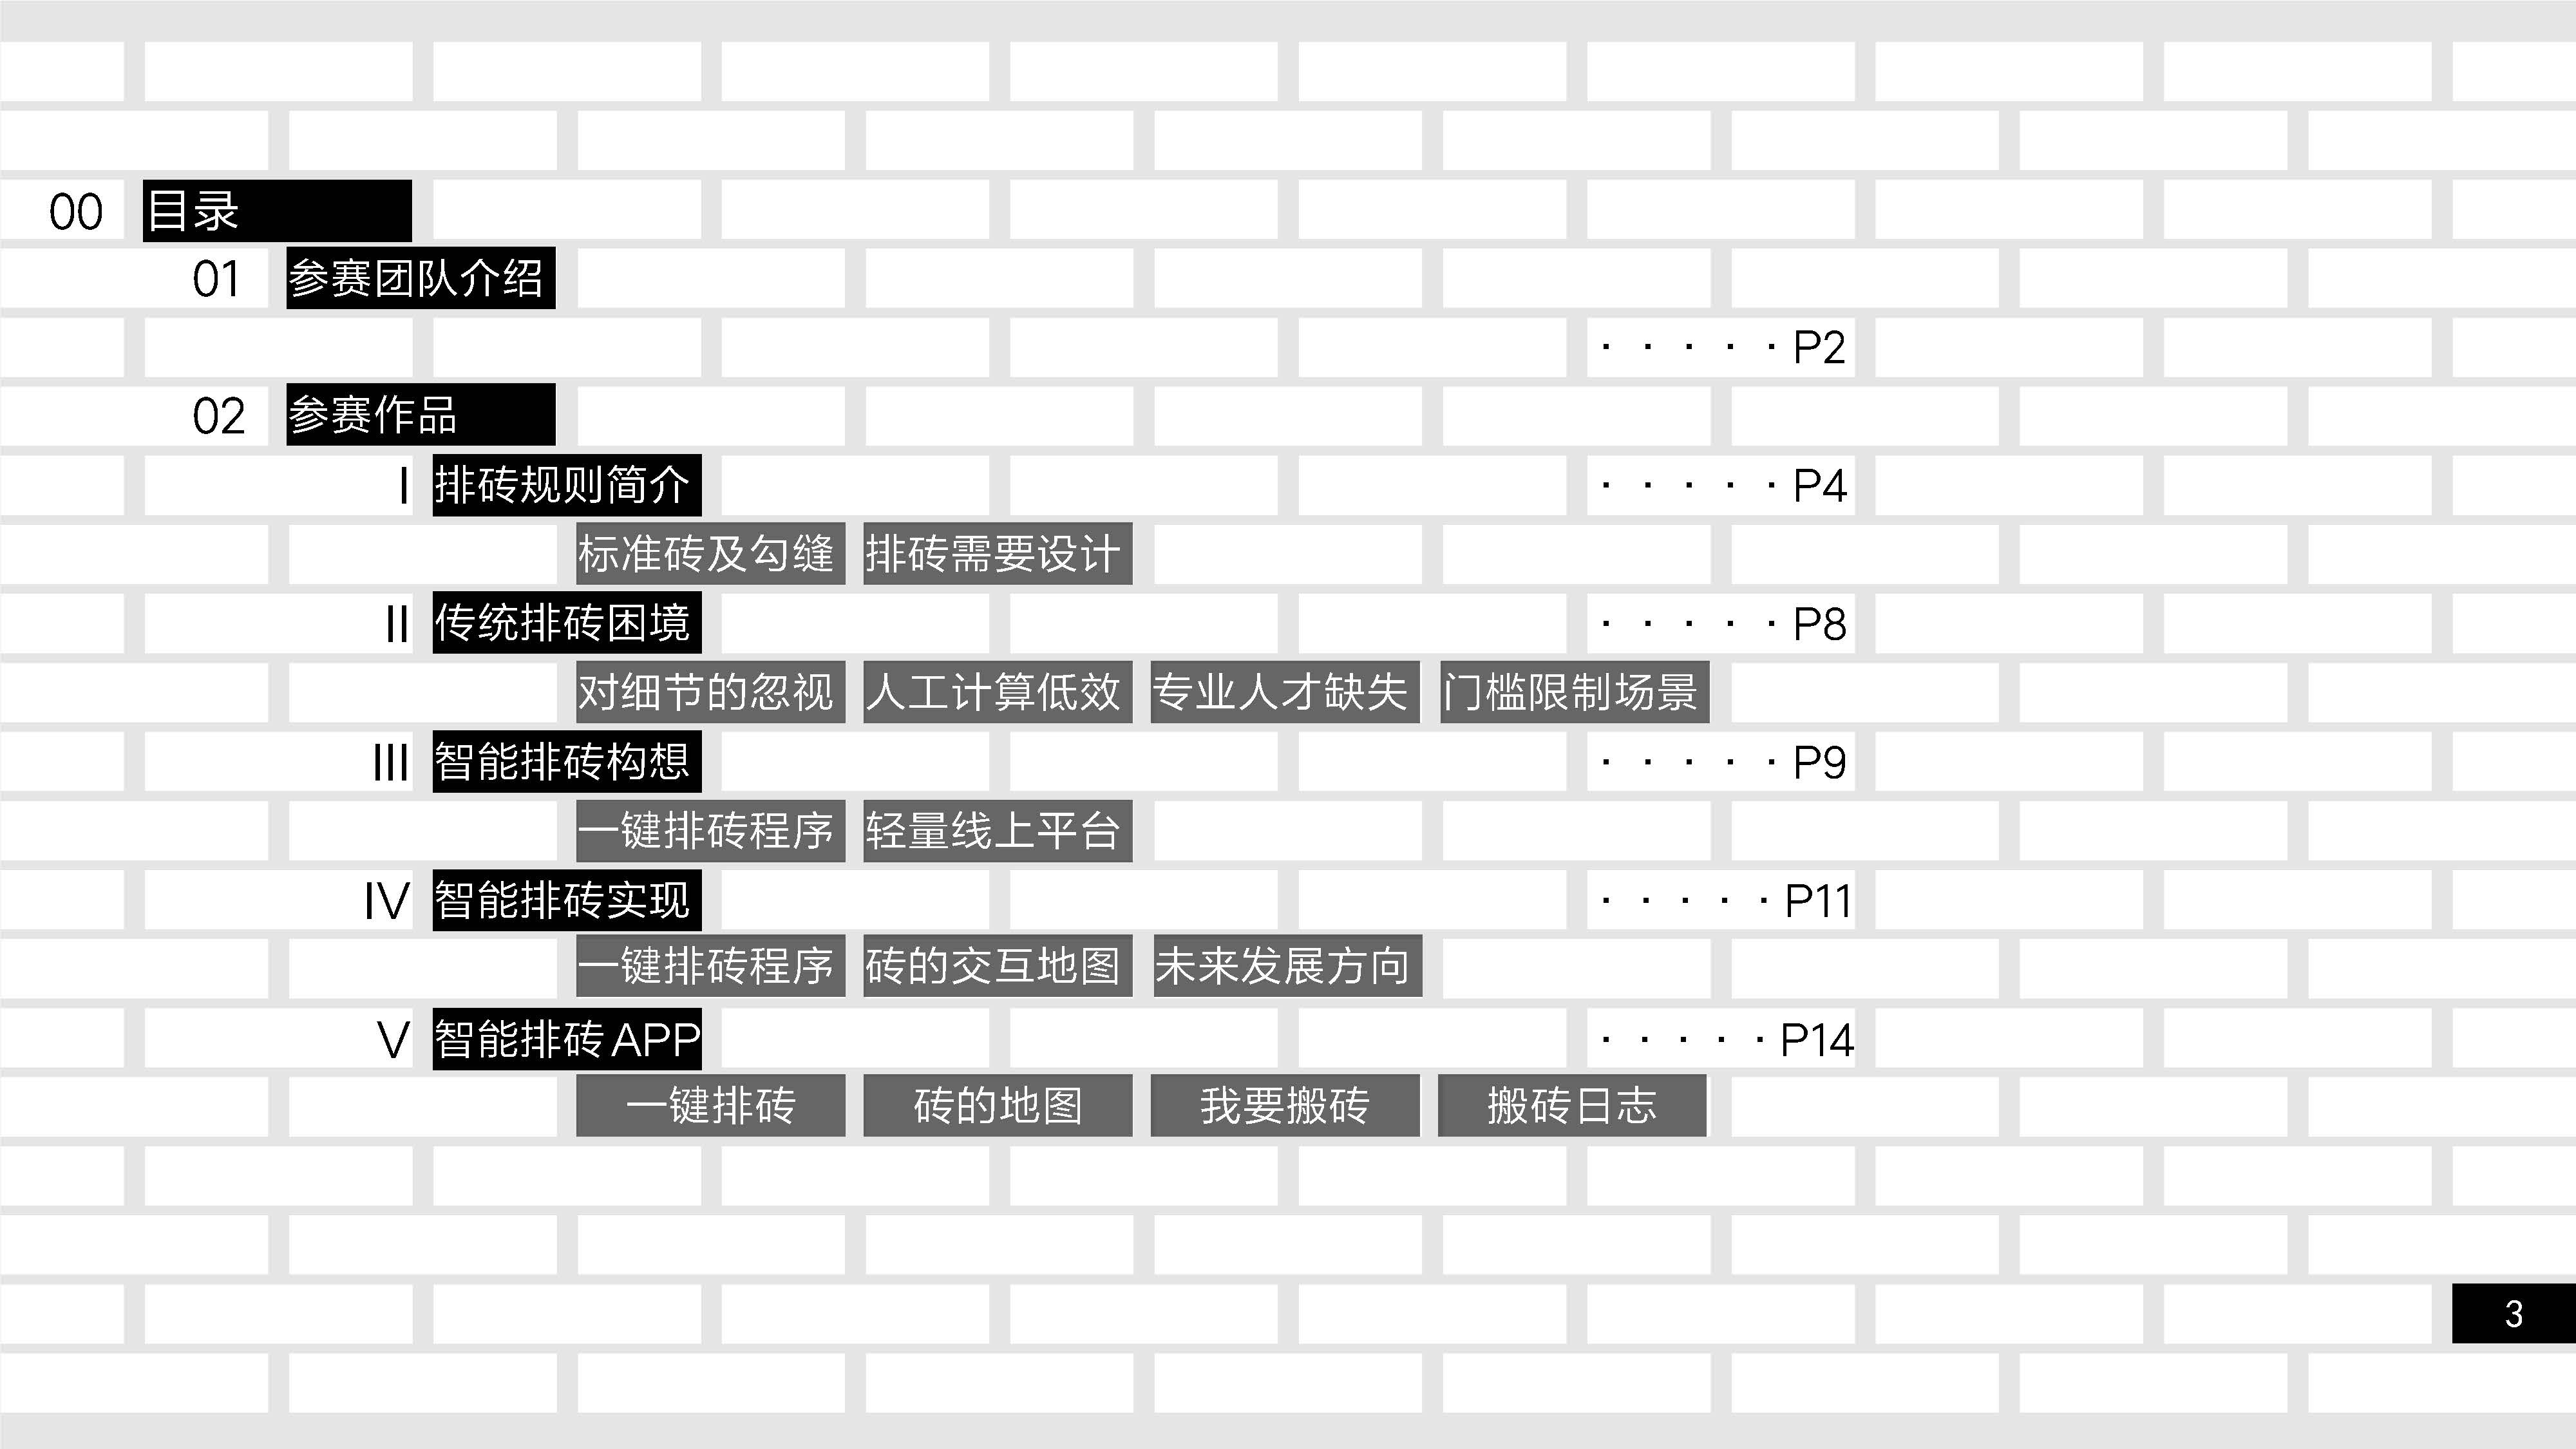 00 目录
01 参赛团队介绍
· · · · · P2
02 参赛作品
I 排砖规则简介 · · · · · P4
标准砖及勾缝 排砖需要设计
II 传统排砖困境 · · · · · P8
对细节的忽视 人工计算低效 专业人才缺失 门槛限制场景
III 智能排砖构想 · · · · · P9
一键排砖程序 轻量线上平台
IV 智能排砖实现 · · · · · P11
一键排砖程序 砖的交互地图 未来发展方向
V 智能排砖APP · · · · · P14
一键排砖 砖的地图 我要搬砖 搬砖日志
3